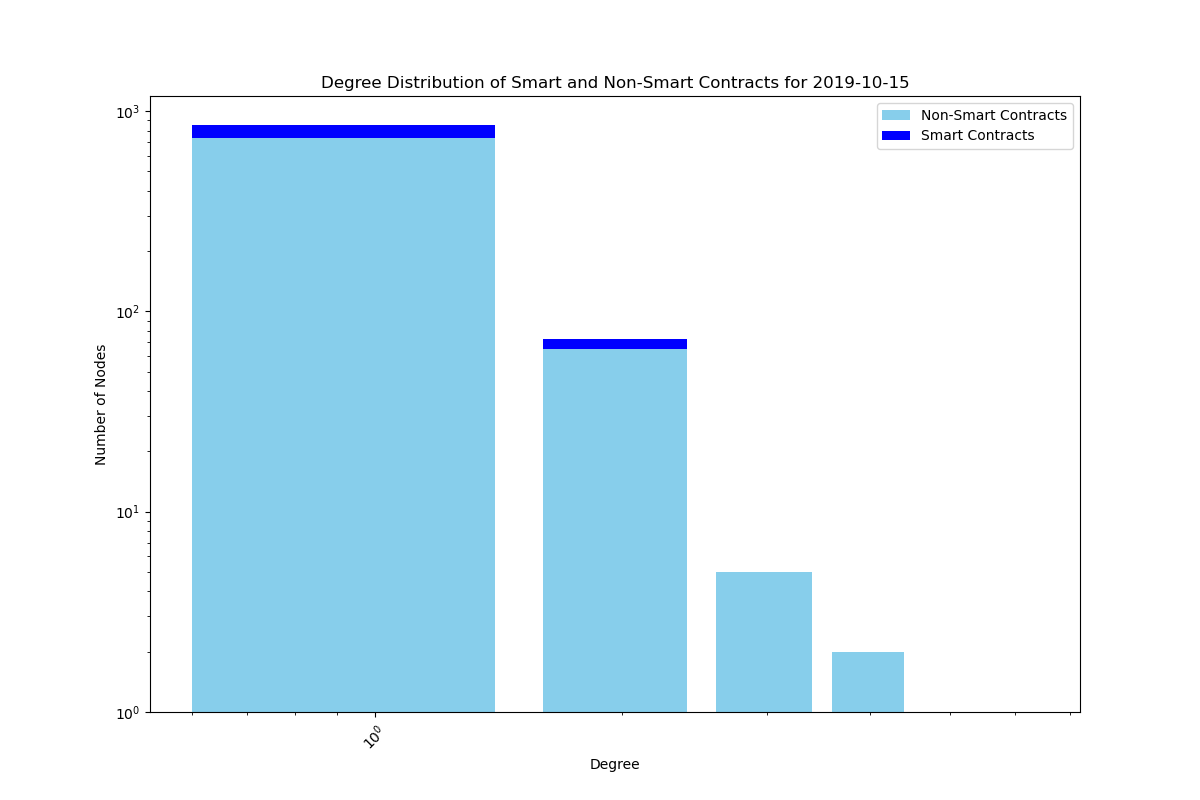 Degree Distribution of Smart and Non-Smart Contracts for 2019-10-15
Non-Smart Contracts
Smart Contracts
10³
10²
10¹
10⁰
Number of Nodes
10⁰
Degree